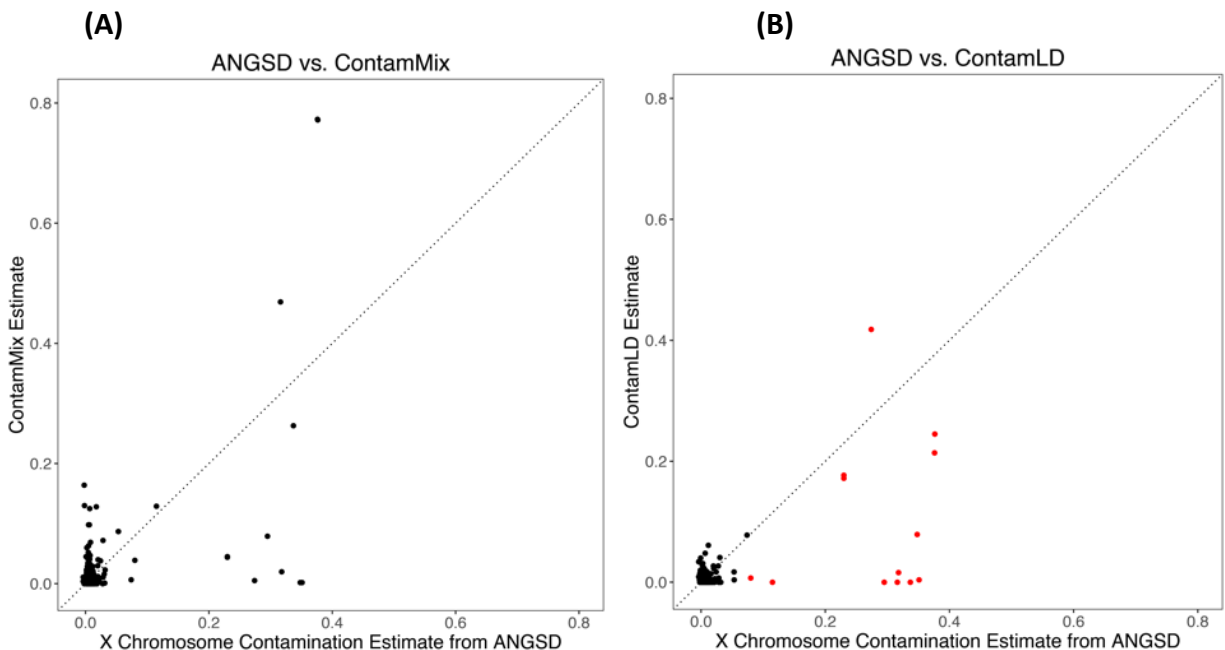 (A)
ANGSD vs. ContamMix
ContamMix Estimate
0.8
0.6
0.4
0.2
0.0
0.0 0.2 0.4 0.6 0.8
X Chromosome Contamination Estimate from ANGSD
(B)
ANGSD vs. ContamLD
ContamLD Estimate
0.8
0.6
0.4
0.2
0.0
0.0 0.2 0.4 0.6 0.8
X Chromosome Contamination Estimate from ANGSD